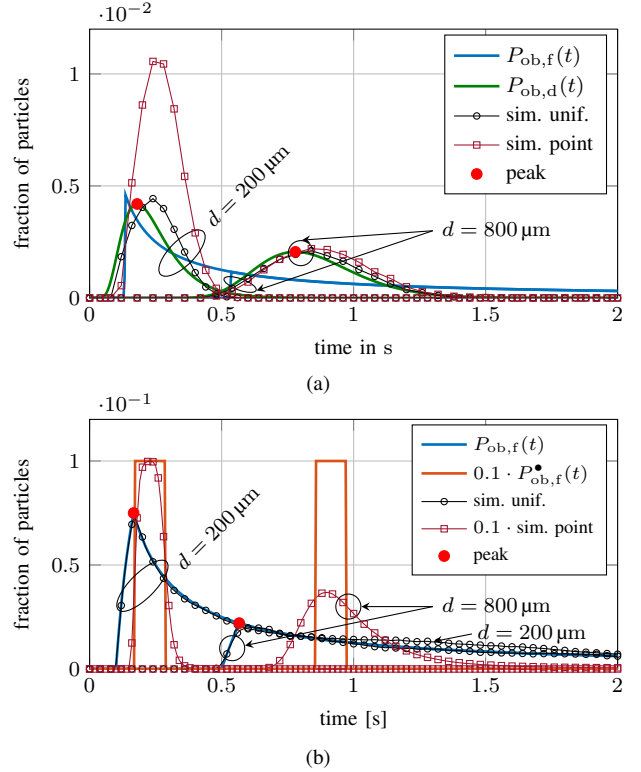 ·10⁻²
1
0.5
0
fraction of particles
P_ob,f(t)
P_ob,d(t)
sim. unif.
sim. point
peak
d = 200 μm
d = 800 μm
0 0.5 1 1.5 2
time in s
(a)
·10⁻¹
1
0.5
0
fraction of particles
P_ob,f(t)
0.1 · P•_ob,f(t)
sim. unif.
0.1 · sim. point
peak
d = 200 μm
d = 800 μm
d = 200 μm
0 0.5 1 1.5 2
time [s]
(b)